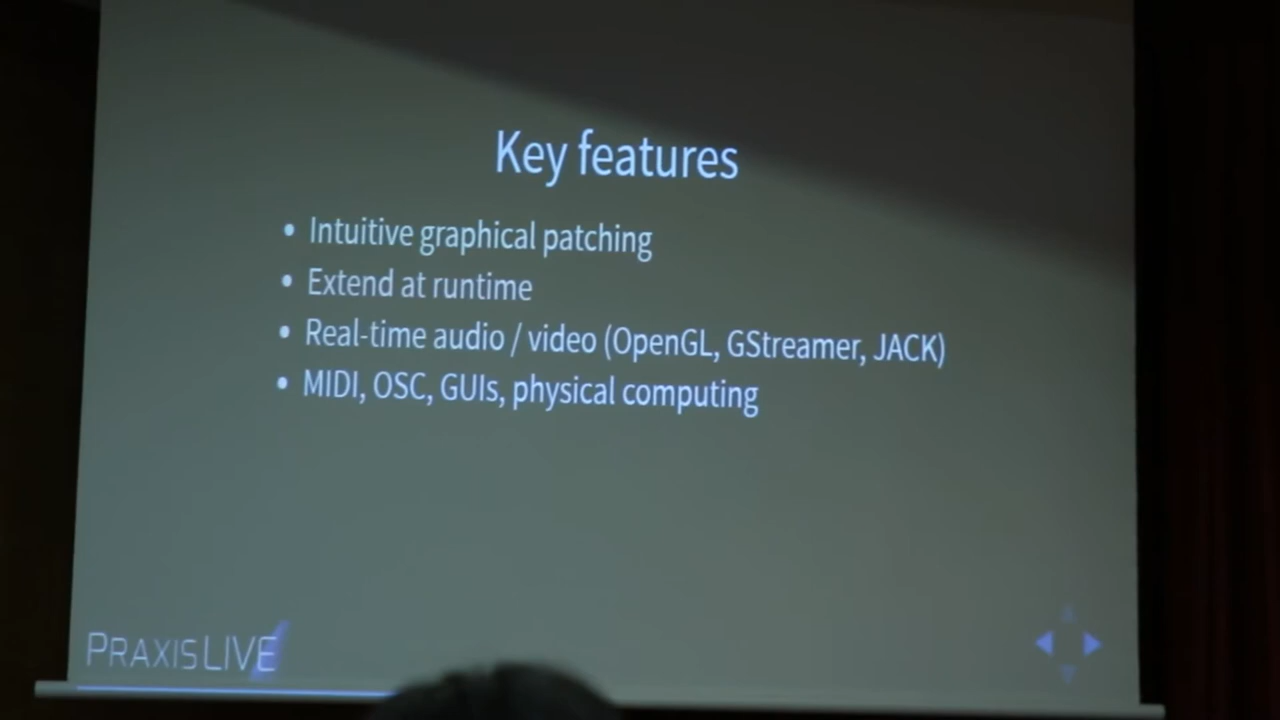 Key features
• Intuitive graphical patching
• Extend at runtime
• Real-time audio / video (OpenGL, GStreamer, JACK)
• MIDI, OSC, GUIs, physical computing
PRAXIS LIVE